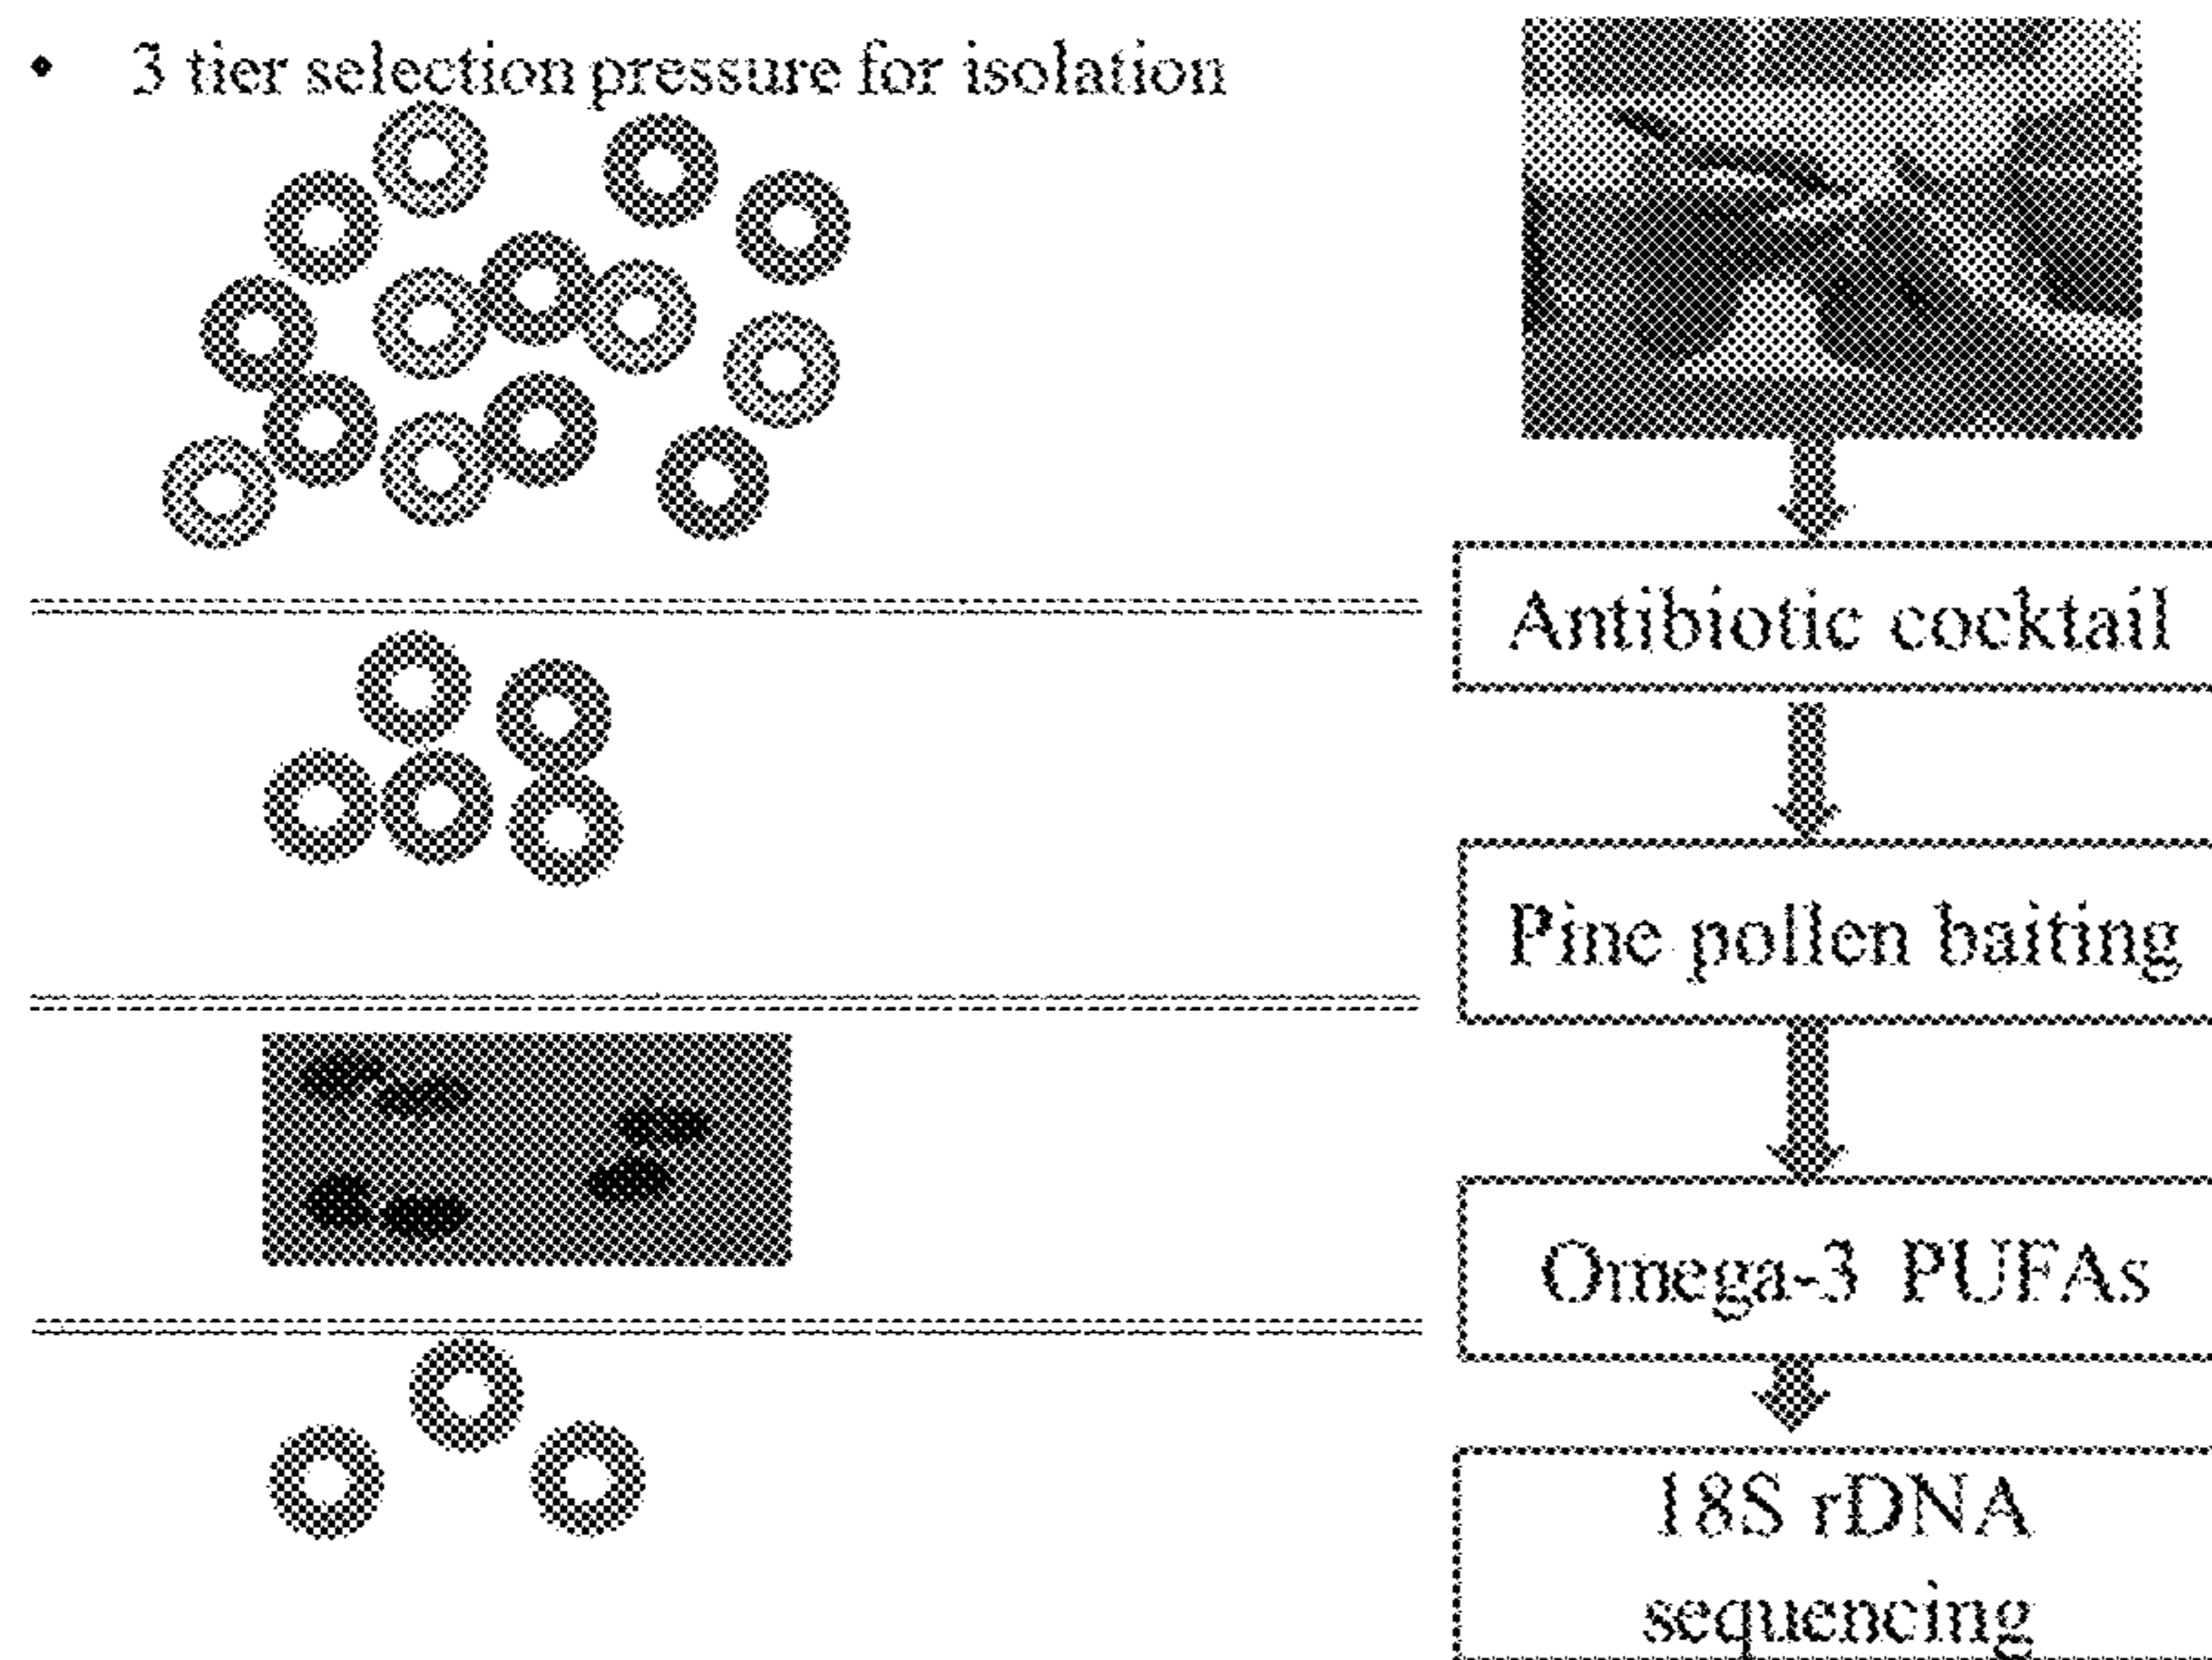 • 3 tier selection pressure for isolation
Antibiotic cocktail
Pine pollen baiting
Omega-3 PUFAs
18S rDNA
sequencing